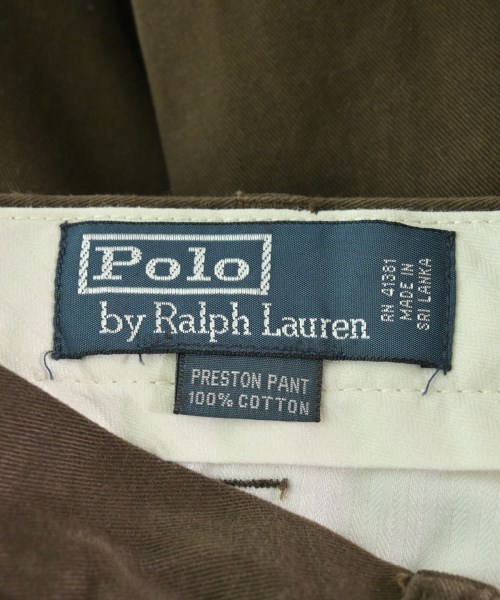 Polo
by Ralph Lauren
RN 41381
MADE IN
SRI LANKA
PRESTON PANT
100% COTTON